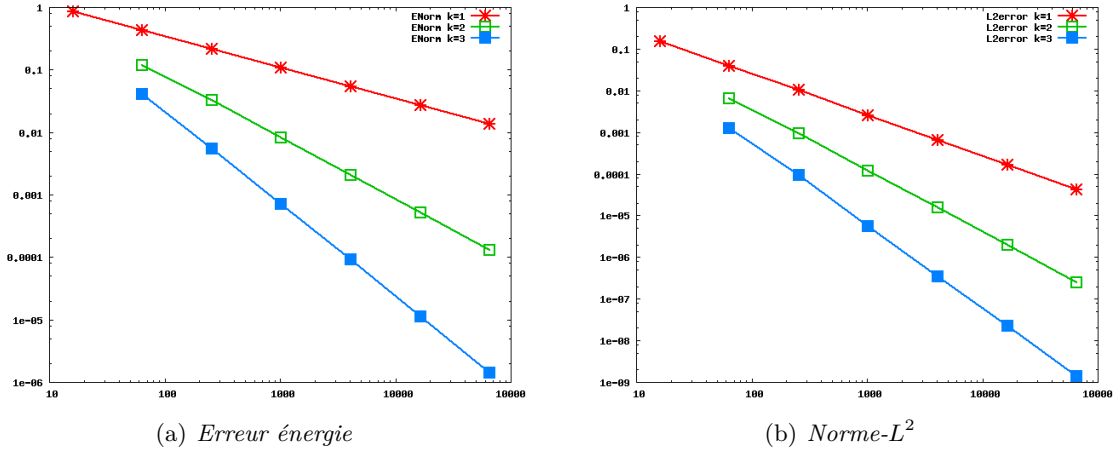 1
0.1
0.01
0.001
0.0001
1e-05
1e-06
10
100
1000
10000
10000
ENorm k=1
ENorm k=2
ENorm k=3
(a) Erreur énergie
1
0.1
0.01
0.001
0.0001
1e-05
1e-06
1e-07
1e-08
1e-09
10
100
1000
10000
10000
L2error k=1
L2error k=2
L2error k=3
(b) Norme-L²